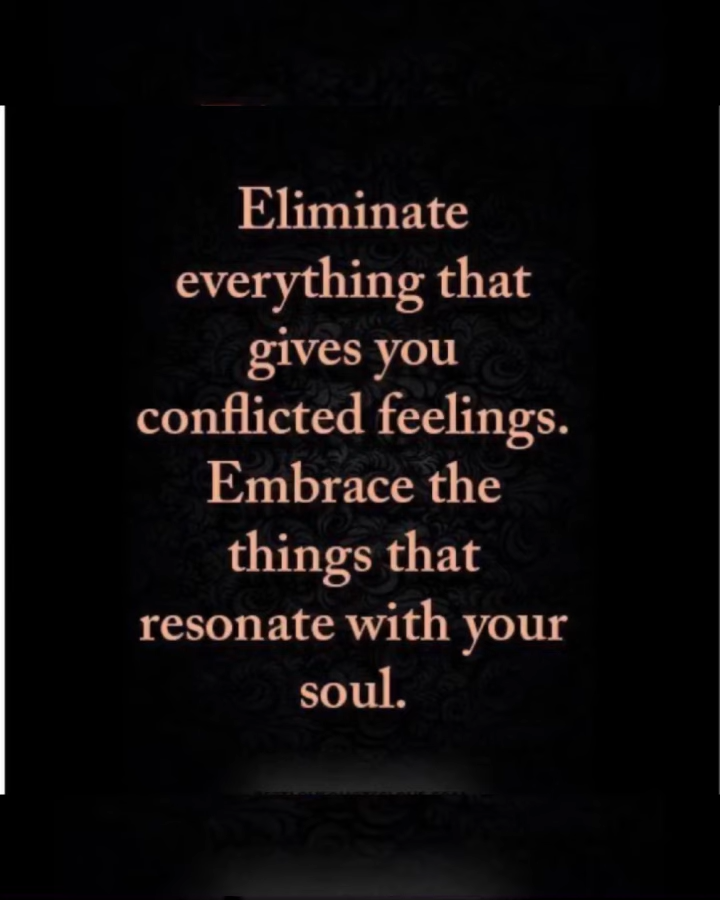 Eliminate
everything that
gives you
conflicted feelings.
Embrace the
things that
resonate with your
soul.